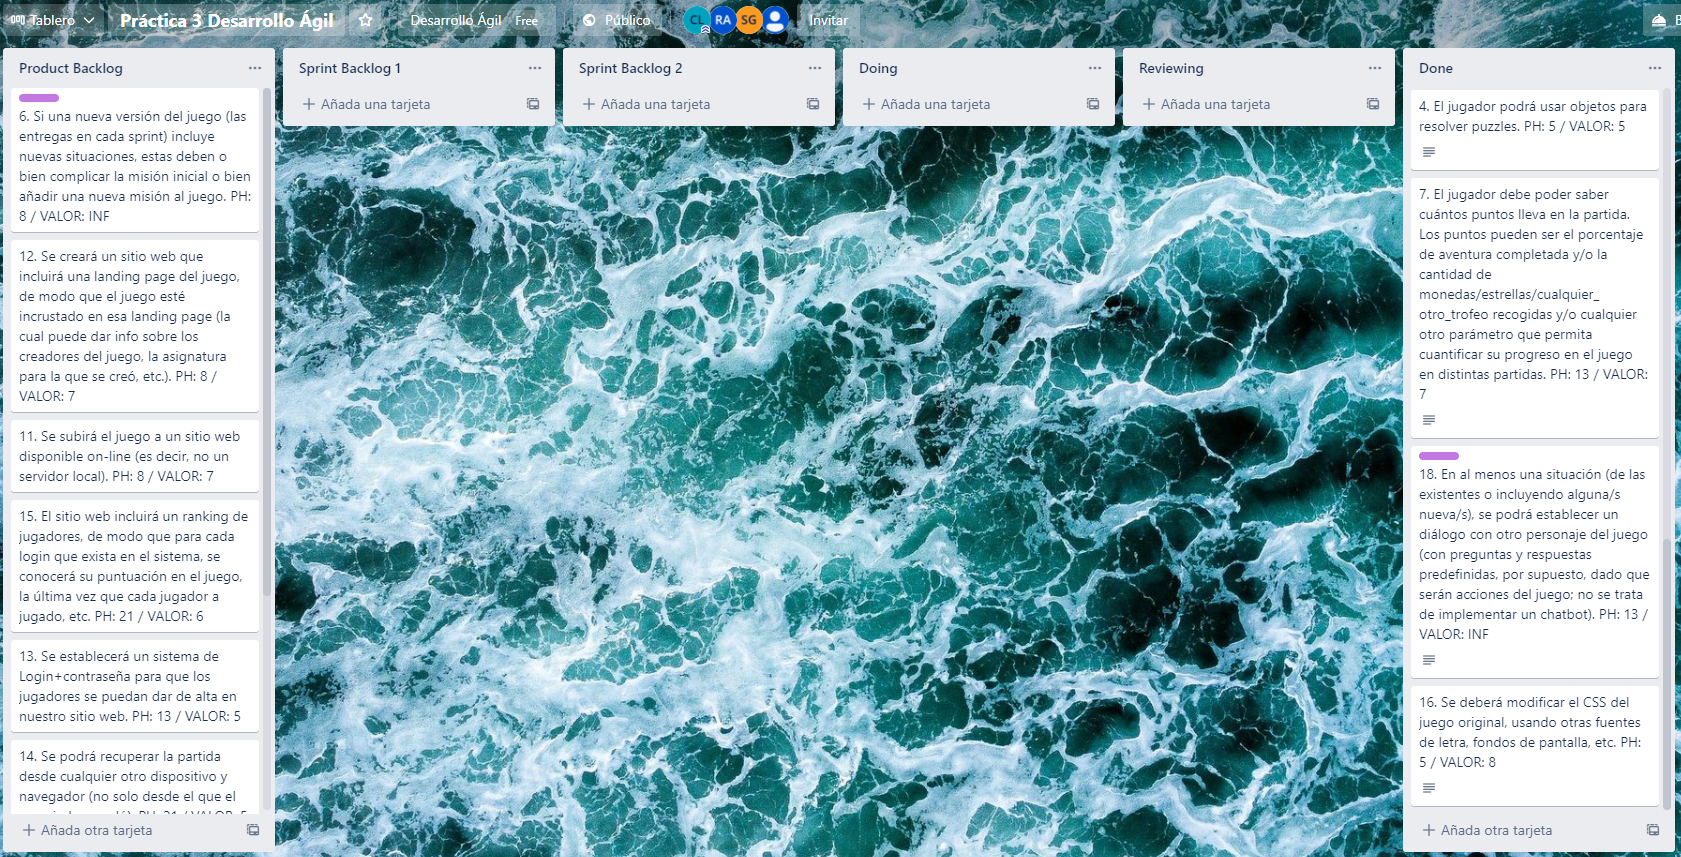 Tablero
Práctica 3 Desarrollo Ágil
Desarrollo Ágil Free
Público
CL RA SG
Invitar
Product Backlog
6. Si una nueva versión del juego (las
entregas en cada sprint) incluye
nuevas situaciones, estas deben o
bien complicar la misión inicial o bien
añadir una nueva misión al juego. PH:
8 / VALOR: INF
12. Se creará un sitio web que
incluirá una landing page del juego,
de modo que el juego esté
incrustado en esa landing page (la
cual puede dar info sobre los
creadores del juego, la asignatura
para la que se creó, etc.). PH: 8 /
VALOR: 7
11. Se subirá el juego a un sitio web
disponible on-line (es decir, no un
servidor local). PH: 8 / VALOR: 7
15. El sitio web incluirá un ranking de
jugadores, de modo que para cada
login que exista en el sistema, se
conocerá su puntuación en el juego,
la última vez que cada jugador a
jugado, etc. PH: 21 / VALOR: 6
13. Se establecerá un sistema de
Login+contraseña para que los
jugadores se puedan dar de alta en
nuestro sitio web. PH: 13 / VALOR: 5
14. Se podrá recuperar la partida
desde cualquier otro dispositivo y
navegador (no solo desde el que el
Añada otra tarjeta
Sprint Backlog 1
Añada una tarjeta
Sprint Backlog 2
Añada una tarjeta
Doing
Añada una tarjeta
Reviewing
Añada una tarjeta
Done
4. El jugador podrá usar objetos para
resolver puzzles. PH: 5 / VALOR: 5
7. El jugador debe poder saber
cuántos puntos lleva en la partida.
Los puntos pueden ser el porcentaje
de aventura completada y/o la
cantidad de
monedas/estrellas/cualquier_
otro_trofeo recogidas y/o cualquier
otro parámetro que permita
cuantificar su progreso en el juego
en distintas partidas. PH: 13 / VALOR:
7
18. En al menos una situación (de las
existentes o incluyendo alguna/s
nueva/s), se podrá establecer un
diálogo con otro personaje del juego
(con preguntas y respuestas
predefinidas, por supuesto, dado que
serán acciones del juego; no se trata
de implementar un chatbot). PH: 13 /
VALOR: INF
16. Se deberá modificar el CSS del
juego original, usando otras fuentes
de letra, fondos de pantalla, etc. PH:
5 / VALOR: 8
Añada otra tarjeta